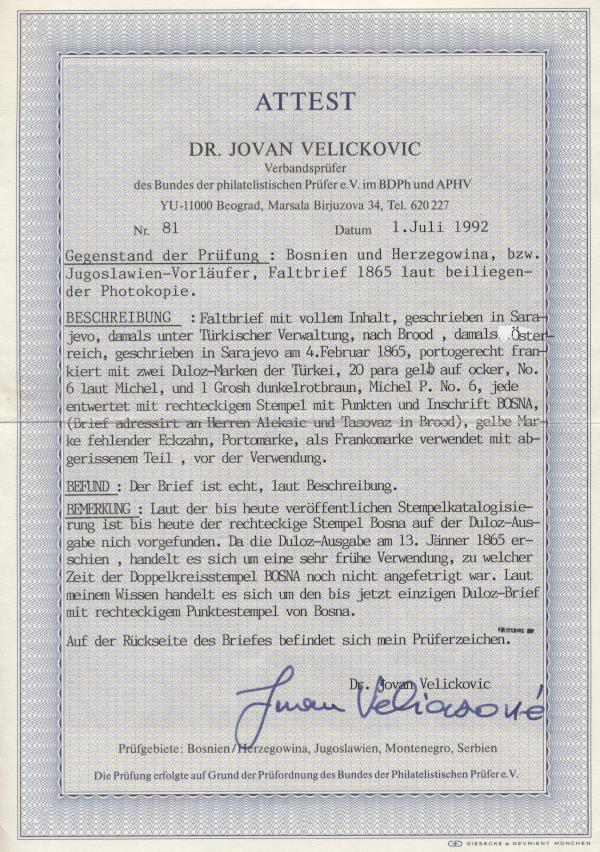 ATTEST
DR. JOVAN VELICKOVIC
Verbandsprüfer
des Bundes der philatelistischen Prüfer e.V. im BDPh und APHV
YU-11000 Beograd, Marsala Birjuzova 34, Tel. 620 227
Nr. 81 Datum 1.Juli 1992
Gegenstand der Prüfung : Bosnien und Herzegowina, bzw.
Jugoslawien-Vorläufer, Faltbrief 1865 laut beiliegen-
der Photokopie.
BESCHREIBUNG : Faltbrief mit vollem Inhalt, geschrieben in Sara-
jevo, damals unter Türkischer Verwaltung, nach Brood , damals Öster-
reich, geschrieben in Sarajevo am 4.Februar 1865, portogerecht fran-
kiert mit zwei Duloz-Marken der Türkei, 20 para gelb auf ocker, No.
6 laut Michel, und 1 Grosh dunkelrotbraun, Michel P. No. 6, jede
entwertet mit rechteckigem Stempel mit Punkten und Inschrift BOSNA,
(Brief adressirt an Herren Aleksic und Tasovaz in Brood), gelbe Mar-
ke fehlender Eckzahn, Portomarke, als Frankomarke verwendet mit ab-
gerissenem Teil , vor der Verwendung.
BEFUND : Der Brief ist echt, laut Beschreibung.
BEMERKUNG : Laut der bis heute veröffentlichen Stempelkatalogisie-
rung ist bis heute der rechteckige Stempel Bosna auf der Duloz-Aus-
gabe nich vorgefunden. Da die Duloz-Ausgabe am 13. Jänner 1865 er-
schien , handelt es sich um eine sehr frühe Verwendung, zu welcher
Zeit der Doppelkreisstempel BOSNA noch nicht angefetrigt war. Laut
meinem Wissen handelt es sich um den bis jetzt einzigen Duloz-Brief
mit rechteckigem Punktestempel von Bosna.
Auf der Rückseite des Briefes befindet sich mein Prüferzeichen.
Dr. Jovan Velickovic
Prüfgebiete: Bosnien/Herzegowina, Jugoslawien, Montenegro, Serbien
Die Prüfung erfolgte auf Grund der Prüfordnung des Bundes der Philatelistischen Prüfer e.V.
GIESECKE & DEVRIENT MÜNCHEN